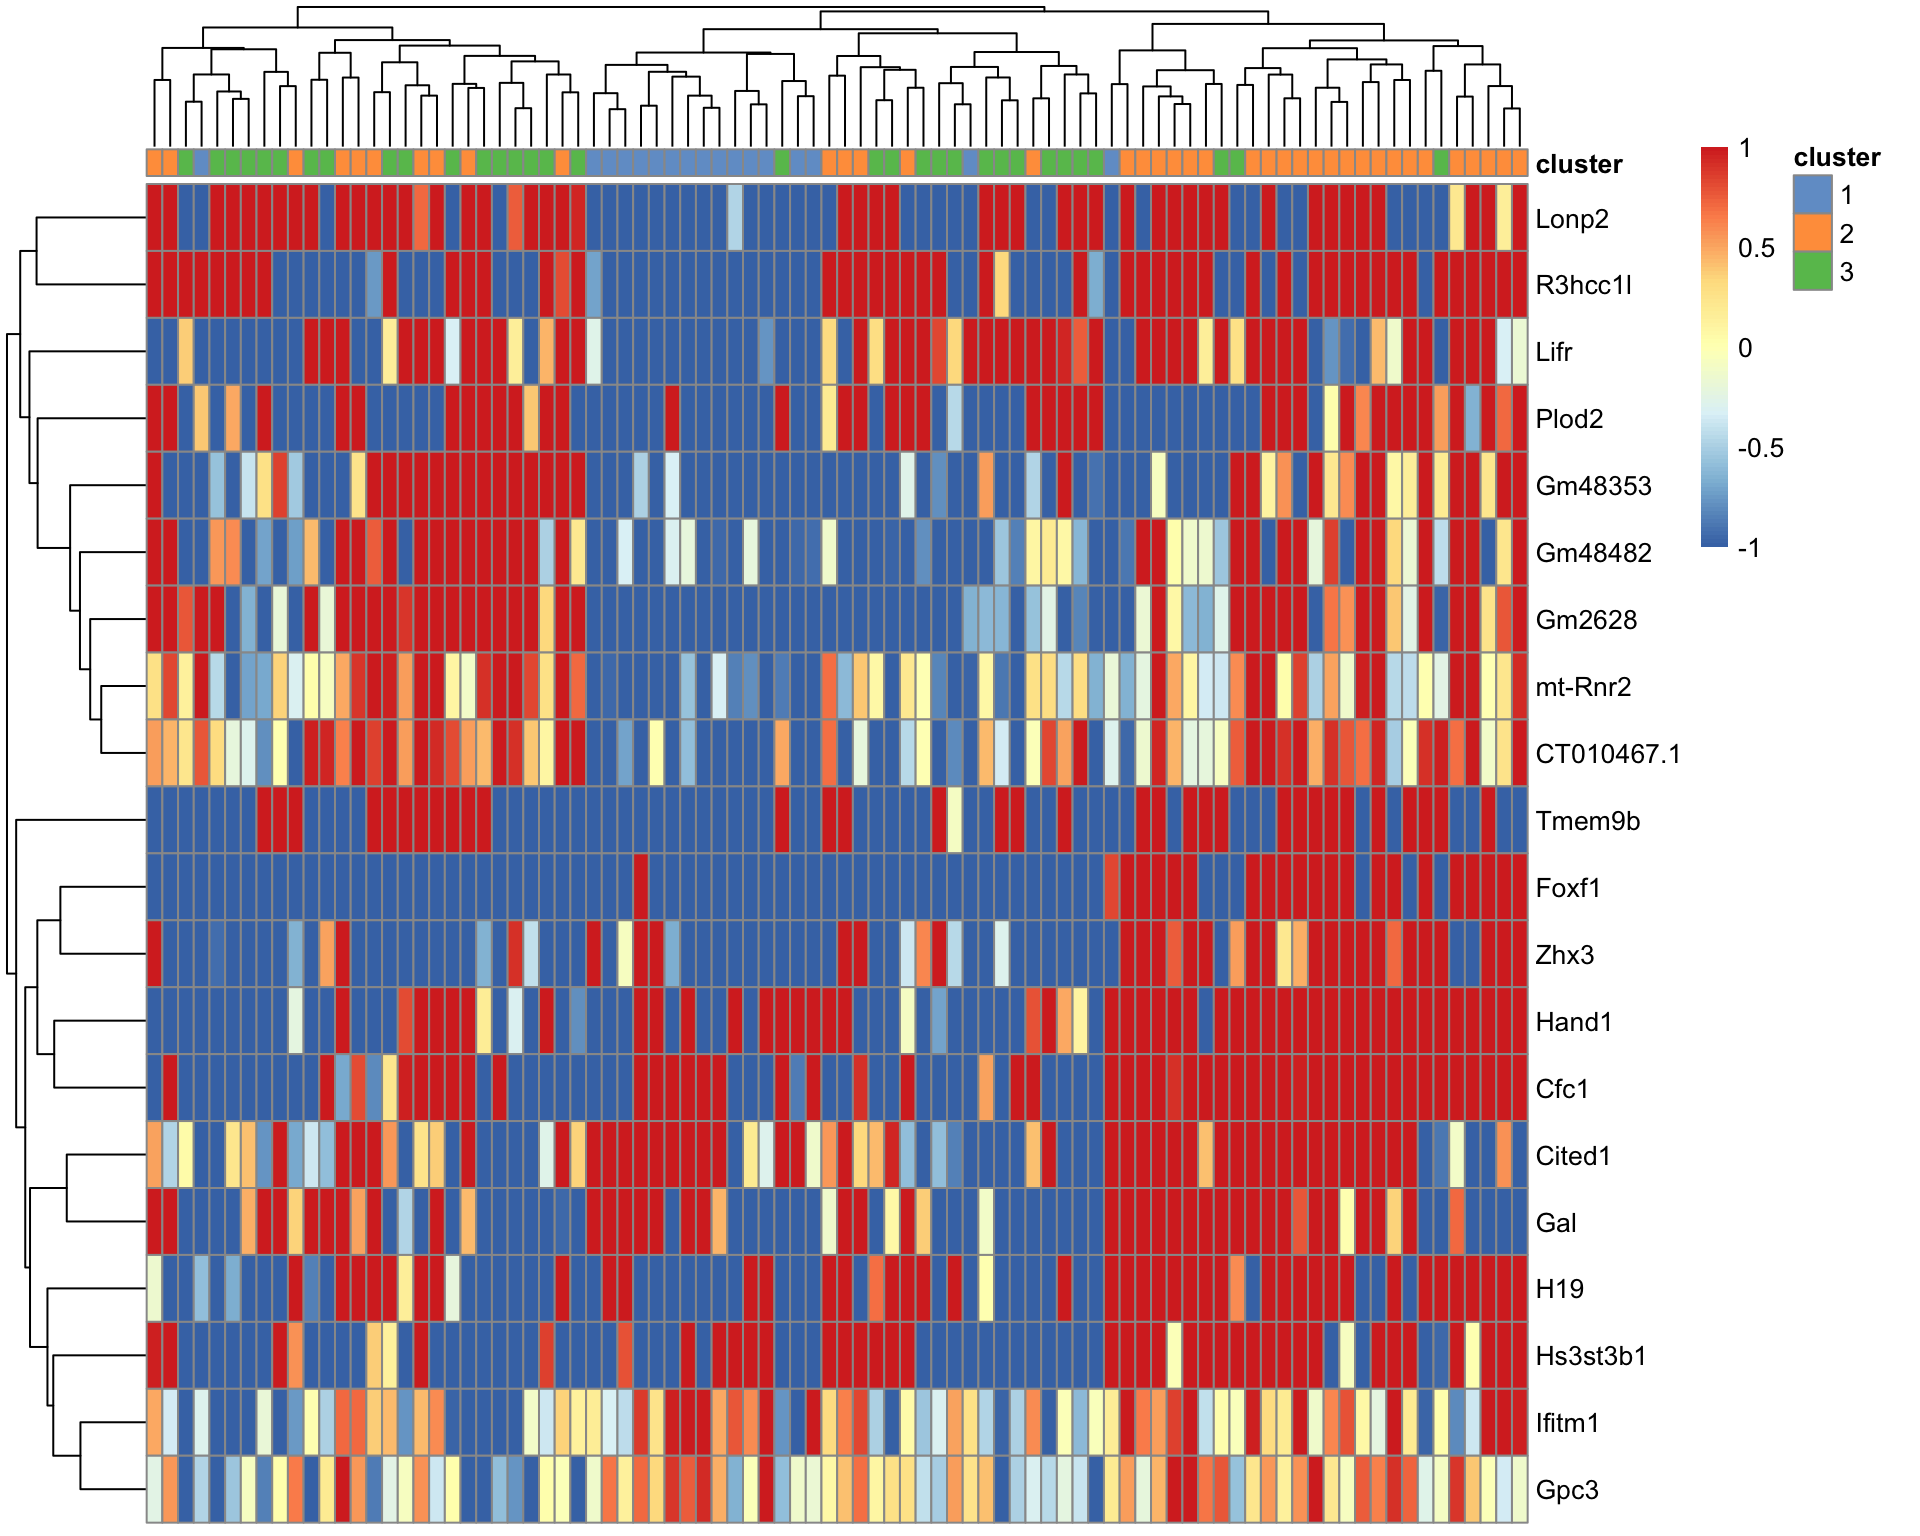 cluster
Lonp2
R3hcc1l
Lifr
Plod2
Gm48353
Gm48482
Gm2628
mt-Rnr2
CT010467.1
Tmem9b
Foxf1
Zhx3
Hand1
Cfc1
Cited1
Gal
H19
Hs3st3b1
Ifitm1
Gpc3
1
0.5
0
-0.5
-1
cluster
1
2
3